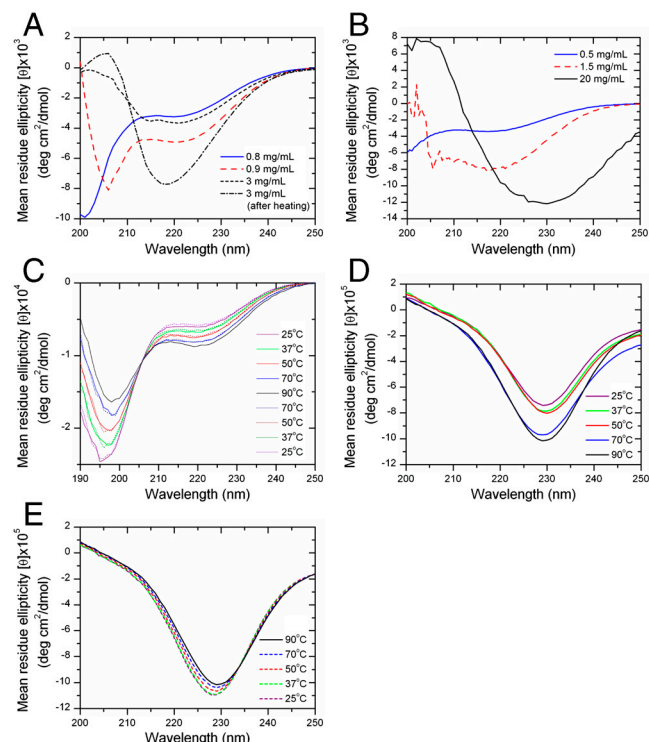 A
B
Mean residue ellipticity [θ]x10³
(deg cm²/dmol)
2
0
-2
-4
-6
-8
-10
200 210 220 230 240 250
Wavelength (nm)
0.8 mg/mL
0.9 mg/mL
3 mg/mL
3 mg/mL
(after heating)
Mean residue ellipticity [θ]x10³
(deg cm²/dmol)
8
6
4
2
0
-2
-4
-6
-8
-10
-12
-14
200 210 220 230 240 250
Wavelength (nm)
0.5 mg/mL
1.5 mg/mL
20 mg/mL
C
D
Mean residue ellipticity [θ]x10⁴
(deg cm²/dmol)
0
-1
-2
190 200 210 220 230 240 250
Wavelength (nm)
25°C
37°C
50°C
70°C
90°C
70°C
50°C
37°C
25°C
Mean residue ellipticity [θ]x10⁵
(deg cm²/dmol)
2
0
-2
-4
-6
-8
-10
-12
200 210 220 230 240 250
Wavelength (nm)
25°C
37°C
50°C
70°C
90°C
E
Mean residue ellipticity [θ]x10⁵
(deg cm²/dmol)
2
0
-2
-4
-6
-8
-10
-12
200 210 220 230 240 250
Wavelength (nm)
90°C
70°C
50°C
37°C
25°C